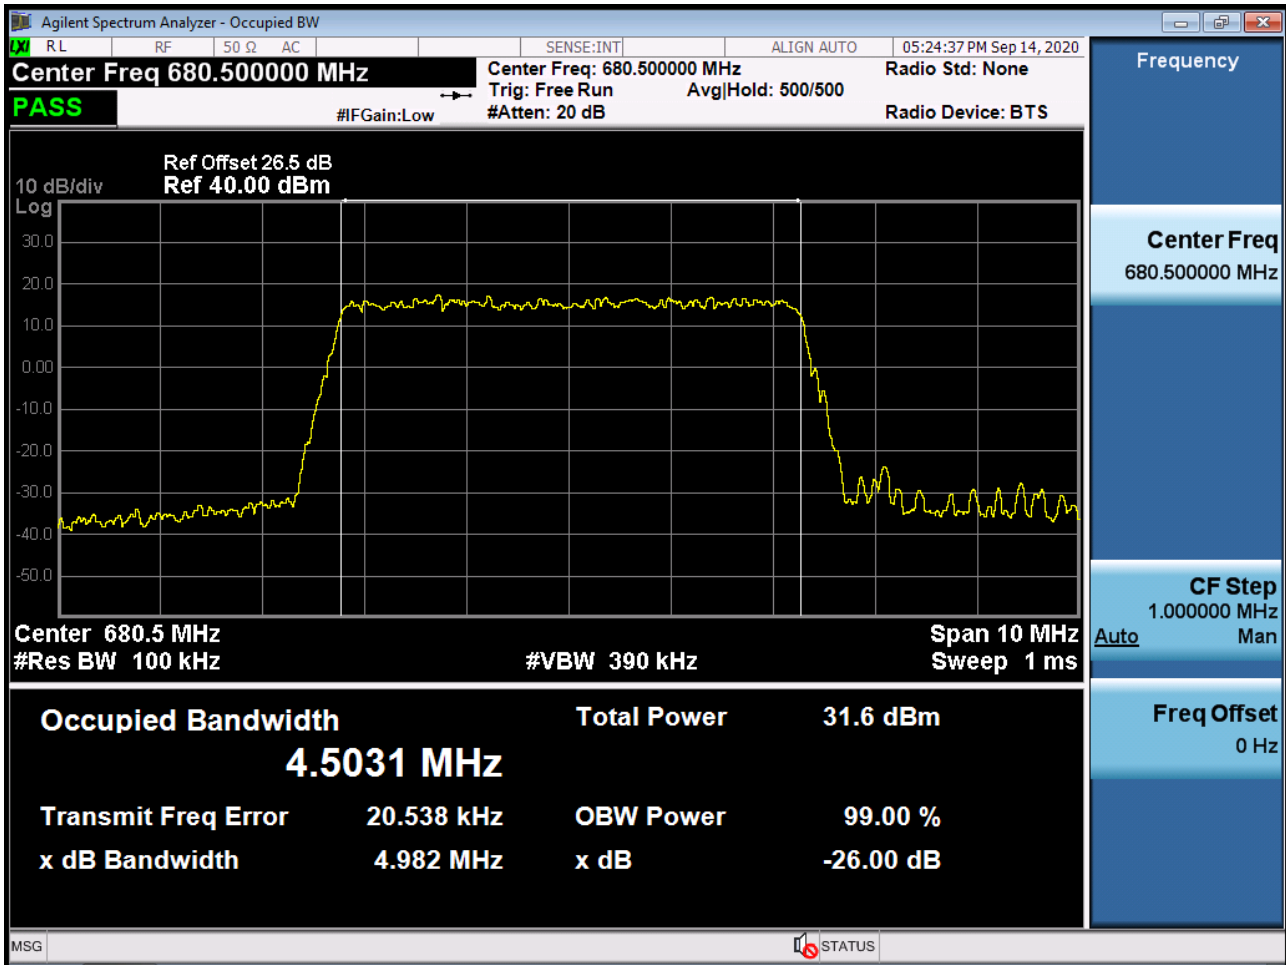 Agilent Spectrum Analyzer - Occupied BW
LXI RL RF 50 Ω AC SENSE:INT ALIGN AUTO 05:24:37 PM Sep 14, 2020
Center Freq 680.500000 MHz
Center Freq: 680.500000 MHz
Radio Std: None
Trig: Free Run Avg|Hold: 500/500
PASS
#IFGain:Low
#Atten: 20 dB
Radio Device: BTS
Ref Offset 26.5 dB
10 dB/div Ref 40.00 dBm
Log
30.0
20.0
10.0
0.00
-10.0
-20.0
-30.0
-40.0
-50.0
Center 680.5 MHz Span 10 MHz
#Res BW 100 kHz #VBW 390 kHz Sweep 1 ms
Occupied Bandwidth Total Power 31.6 dBm
4.5031 MHz
Transmit Freq Error 20.538 kHz OBW Power 99.00 %
x dB Bandwidth 4.982 MHz x dB -26.00 dB
MSG STATUS
Frequency
Center Freq
680.500000 MHz
CF Step
1.000000 MHz
Auto Man
Freq Offset
0 Hz